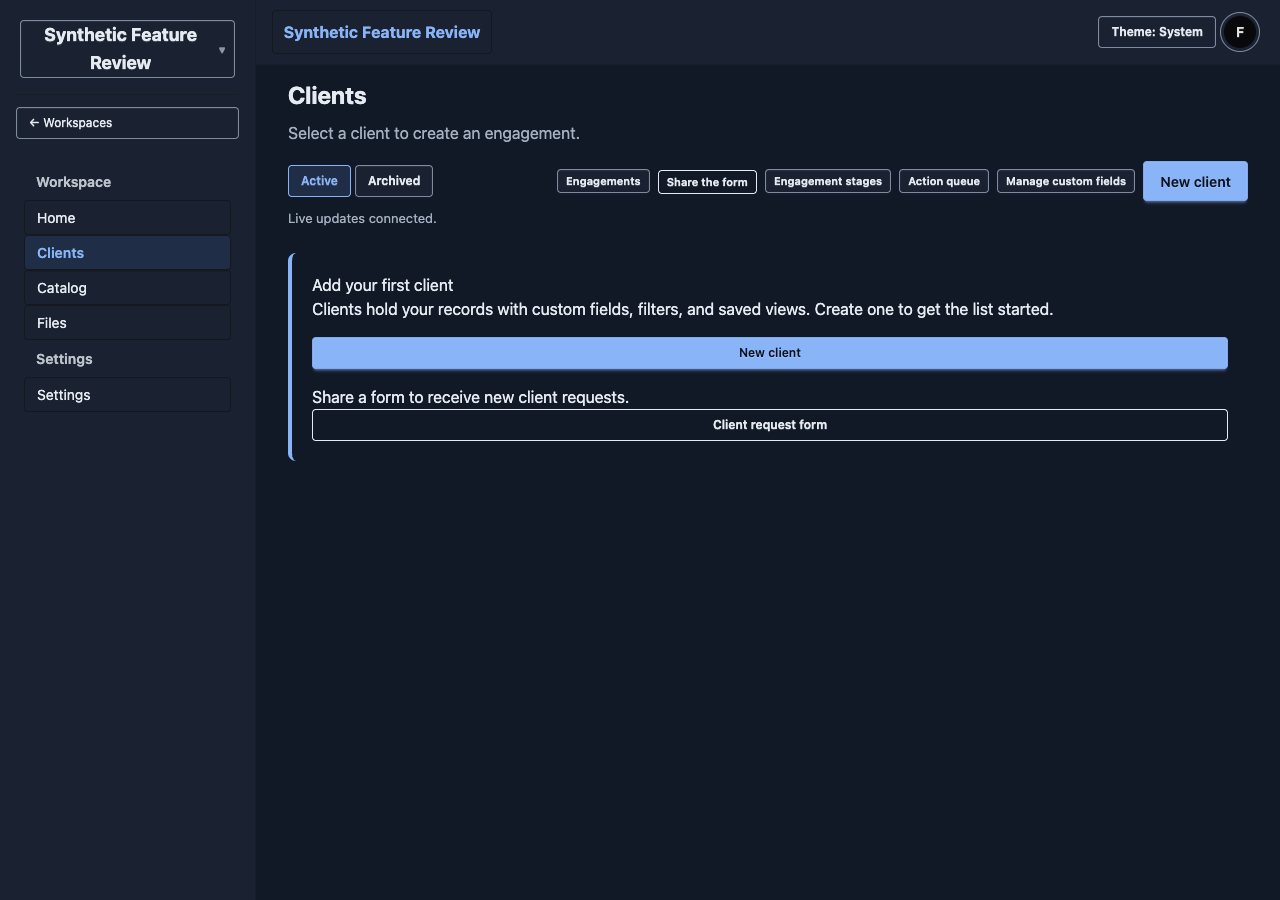 Synthetic Feature
Review
▾
← Workspaces
Workspace
Home
Clients
Catalog
Files
Settings
Settings
Synthetic Feature Review
Theme: System
F
Clients
Select a client to create an engagement.
Active
Archived
Engagements
Share the form
Engagement stages
Action queue
Manage custom fields
New client
Live updates connected.
Add your first client
Clients hold your records with custom fields, filters, and saved views. Create one to get the list started.
New client
Share a form to receive new client requests.
Client request form